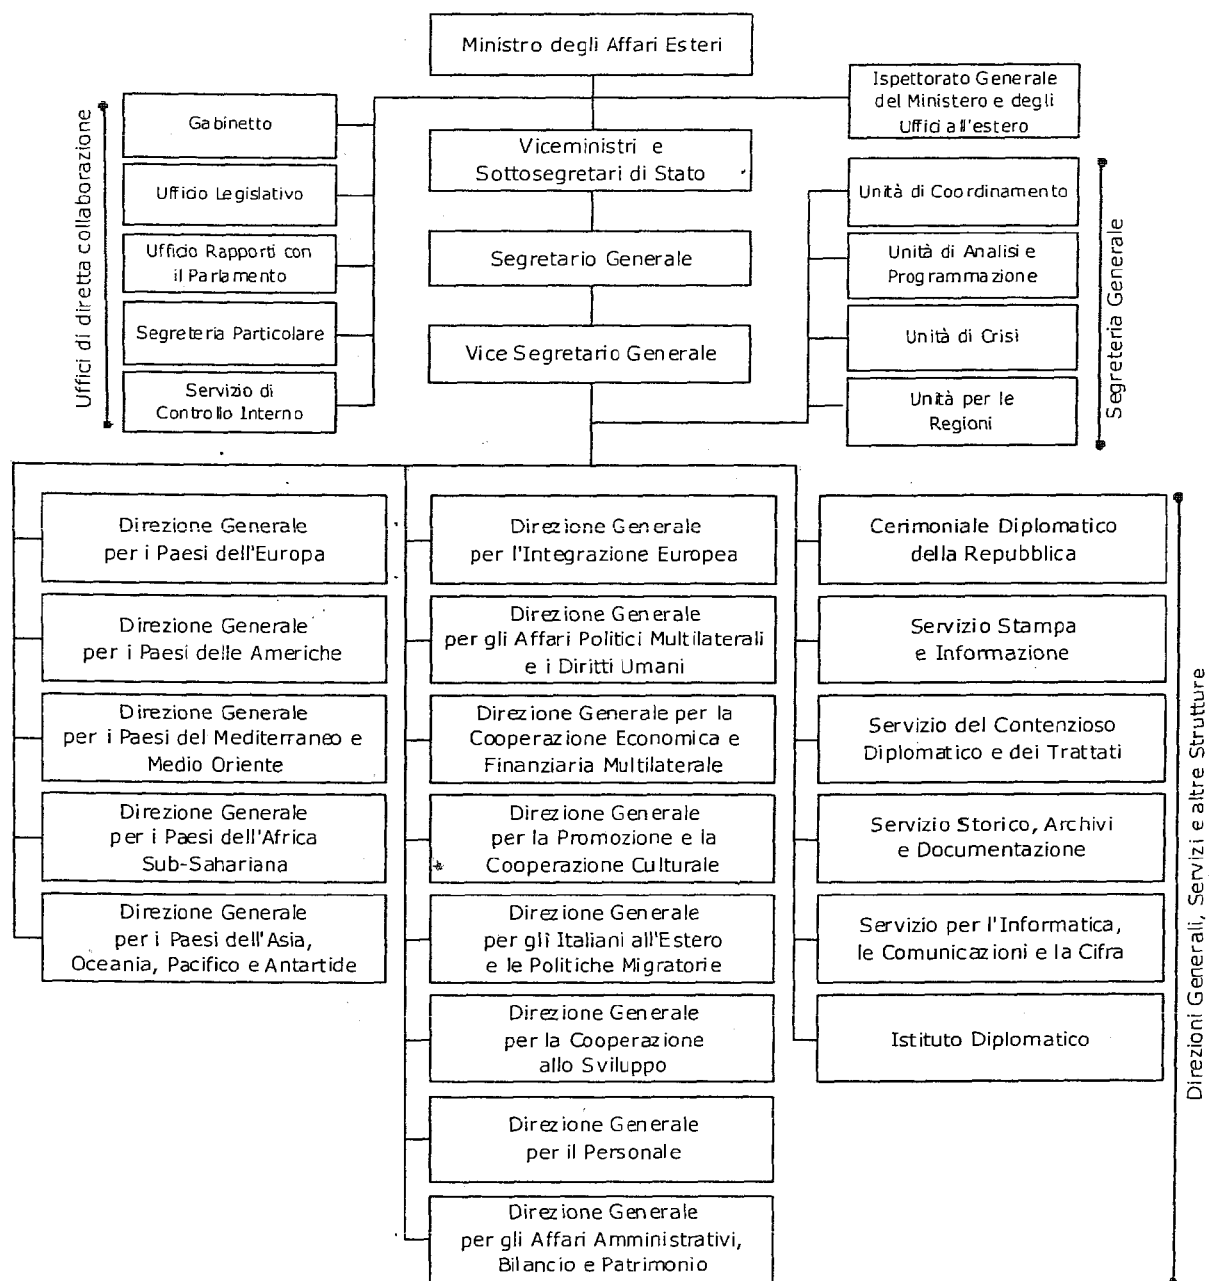 Ministro degli Affari Esteri
Uffici di diretta collaborazione
Gabinetto
Ufficio Legislativo
Ufficio Rapporti con
il Parlamento
Segreteria Particolare
Servizio di
Controllo Interno
Viceministri e
Sottosegretari di Stato
Segretario Generale
Vice Segretario Generale
Ispettorato Generale
del Ministero e degli
Uffici all'estero
Unità di Coordinamento
Unità di Analisi e
Programmazione
Unità di Crisi
Unità per le
Regioni
Segreteria Generale
Direzione Generale
per i Paesi dell'Europa
Direzione Generale
per i Paesi delle Americhe
Direzione Generale
per i Paesi del Mediterraneo e
Medio Oriente
Direzione Generale
per i Paesi dell'Africa
Sub-Sahariana
Direzione Generale
per i Paesi dell'Asia,
Oceania, Pacifico e Antartide
Direzione Generale
per l'Integrazione Europea
Direzione Generale
per gli Affari Politici Multilaterali
e i Diritti Umani
Direzione Generale per la
Cooperazione Economica e
Finanziaria Multilaterale
Direzione Generale
per la Promozione e la
Cooperazione Culturale
Direzione Generale
per gli Italiani all'Estero
e le Politiche Migratorie
Direzione Generale
per la Cooperazione
allo Sviluppo
Direzione Generale
per il Personale
Direzione Generale
per gli Affari Amministrativi,
Bilancio e Patrimonio
Cerimoniale Diplomatico
della Repubblica
Servizio Stampa
e Informazione
Servizio del Contenzioso
Diplomatico e dei Trattati
Servizio Storico, Archivi
e Documentazione
Servizio per l'Informatica,
le Comunicazioni e la Cifra
Istituto Diplomatico
Direzioni Generali, Servizi e altre Strutture